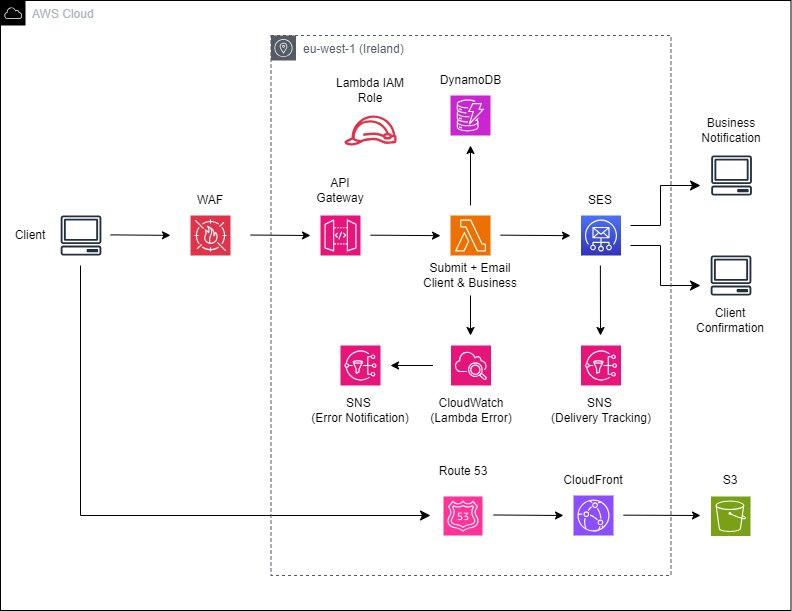 AWS Cloud
eu-west-1 (Ireland)
Lambda IAM
Role
DynamoDB
Business
Notification
API
Gateway
WAF
SES
Client
Submit + Email
Client & Business
Client
Confirmation
SNS
(Error Notification)
CloudWatch
(Lambda Error)
SNS
(Delivery Tracking)
Route 53
CloudFront
S3
53